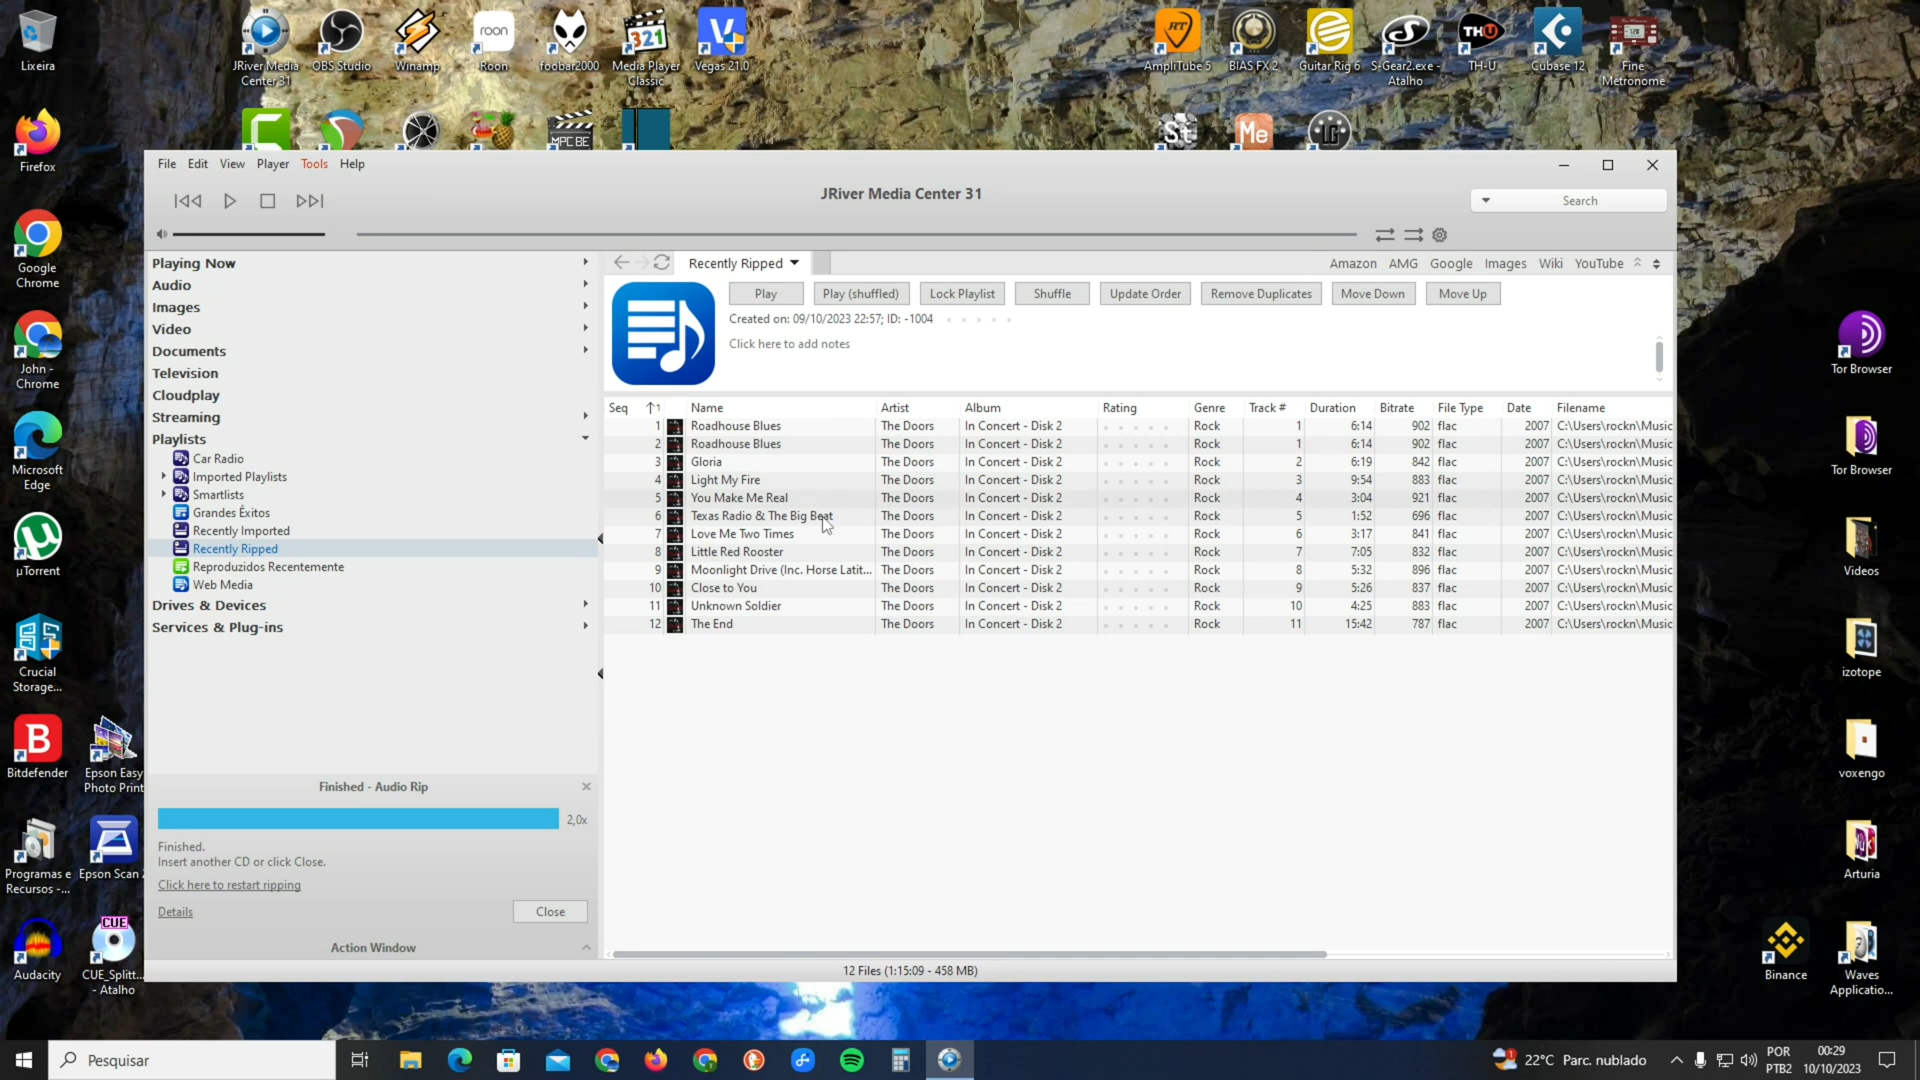 Lixeira
JRiver Media Center 31
OBS Studio
Winamp
roon
Roon
foobar2000
321
Media Player Classic
Vegas 21.0
RT
AmpliTube 5
BIAS FX 2
Guitar Rig 6
S-Gear2.exe - Atalho
THU
TH-U
Cubase 12
Fine Metronome
MPC BE
St
Me
Firefox
Google Chrome
John - Chrome
Microsoft Edge
µTorrent
Crucial Storage...
Bitdefender
Epson Easy Photo Print
Programas e Recursos -...
Epson Scan 2
Audacity
CUE
CUE_Splitt... - Atalho
File Edit View Player Tools Help
JRiver Media Center 31
Search
Playing Now
Audio
Images
Video
Documents
Television
Cloudplay
Streaming
Playlists
Car Radio
Imported Playlists
Smartlists
Grandes Êxitos
Recently Imported
Recently Ripped
Reproduzidos Recentemente
Web Media
Drives & Devices
Services & Plug-ins
Finished - Audio Rip
2,0x
Finished.
Insert another CD or click Close.
Click here to restart ripping
Details
Close
Action Window
Recently Ripped
Amazon AMG Google Images Wiki YouTube
Play Play (shuffled) Lock Playlist Shuffle Update Order Remove Duplicates Move Down Move Up
Created on: 09/10/2023 22:57; ID: -1004
Click here to add notes
Seq 1 Name Artist Album Rating Genre Track # Duration Bitrate File Type Date Filename
1 Roadhouse Blues The Doors In Concert - Disk 2 Rock 1 6:14 902 flac 2007 C:\Users\rockn\Music
2 Roadhouse Blues The Doors In Concert - Disk 2 Rock 1 6:14 902 flac 2007 C:\Users\rockn\Music
3 Gloria The Doors In Concert - Disk 2 Rock 2 6:19 842 flac 2007 C:\Users\rockn\Music
4 Light My Fire The Doors In Concert - Disk 2 Rock 3 9:54 883 flac 2007 C:\Users\rockn\Music
5 You Make Me Real The Doors In Concert - Disk 2 Rock 4 3:04 921 flac 2007 C:\Users\rockn\Music
6 Texas Radio & The Big Beat The Doors In Concert - Disk 2 Rock 5 1:52 696 flac 2007 C:\Users\rockn\Music
7 Love Me Two Times The Doors In Concert - Disk 2 Rock 6 3:17 841 flac 2007 C:\Users\rockn\Music
8 Little Red Rooster The Doors In Concert - Disk 2 Rock 7 7:05 832 flac 2007 C:\Users\rockn\Music
9 Moonlight Drive (Inc. Horse Latit... The Doors In Concert - Disk 2 Rock 8 5:32 896 flac 2007 C:\Users\rockn\Music
10 Close to You The Doors In Concert - Disk 2 Rock 9 5:26 837 flac 2007 C:\Users\rockn\Music
11 Unknown Soldier The Doors In Concert - Disk 2 Rock 10 4:25 883 flac 2007 C:\Users\rockn\Music
12 The End The Doors In Concert - Disk 2 Rock 11 15:42 787 flac 2007 C:\Users\rockn\Music
12 Files (1:15:09 - 458 MB)
Tor Browser
Tor Browser
Videos
izotope
voxengo
Arturia
Binance
Waves Applicatio...
Pesquisar
22°C Parc. nublado
POR
PTB2
00:29
10/10/2023